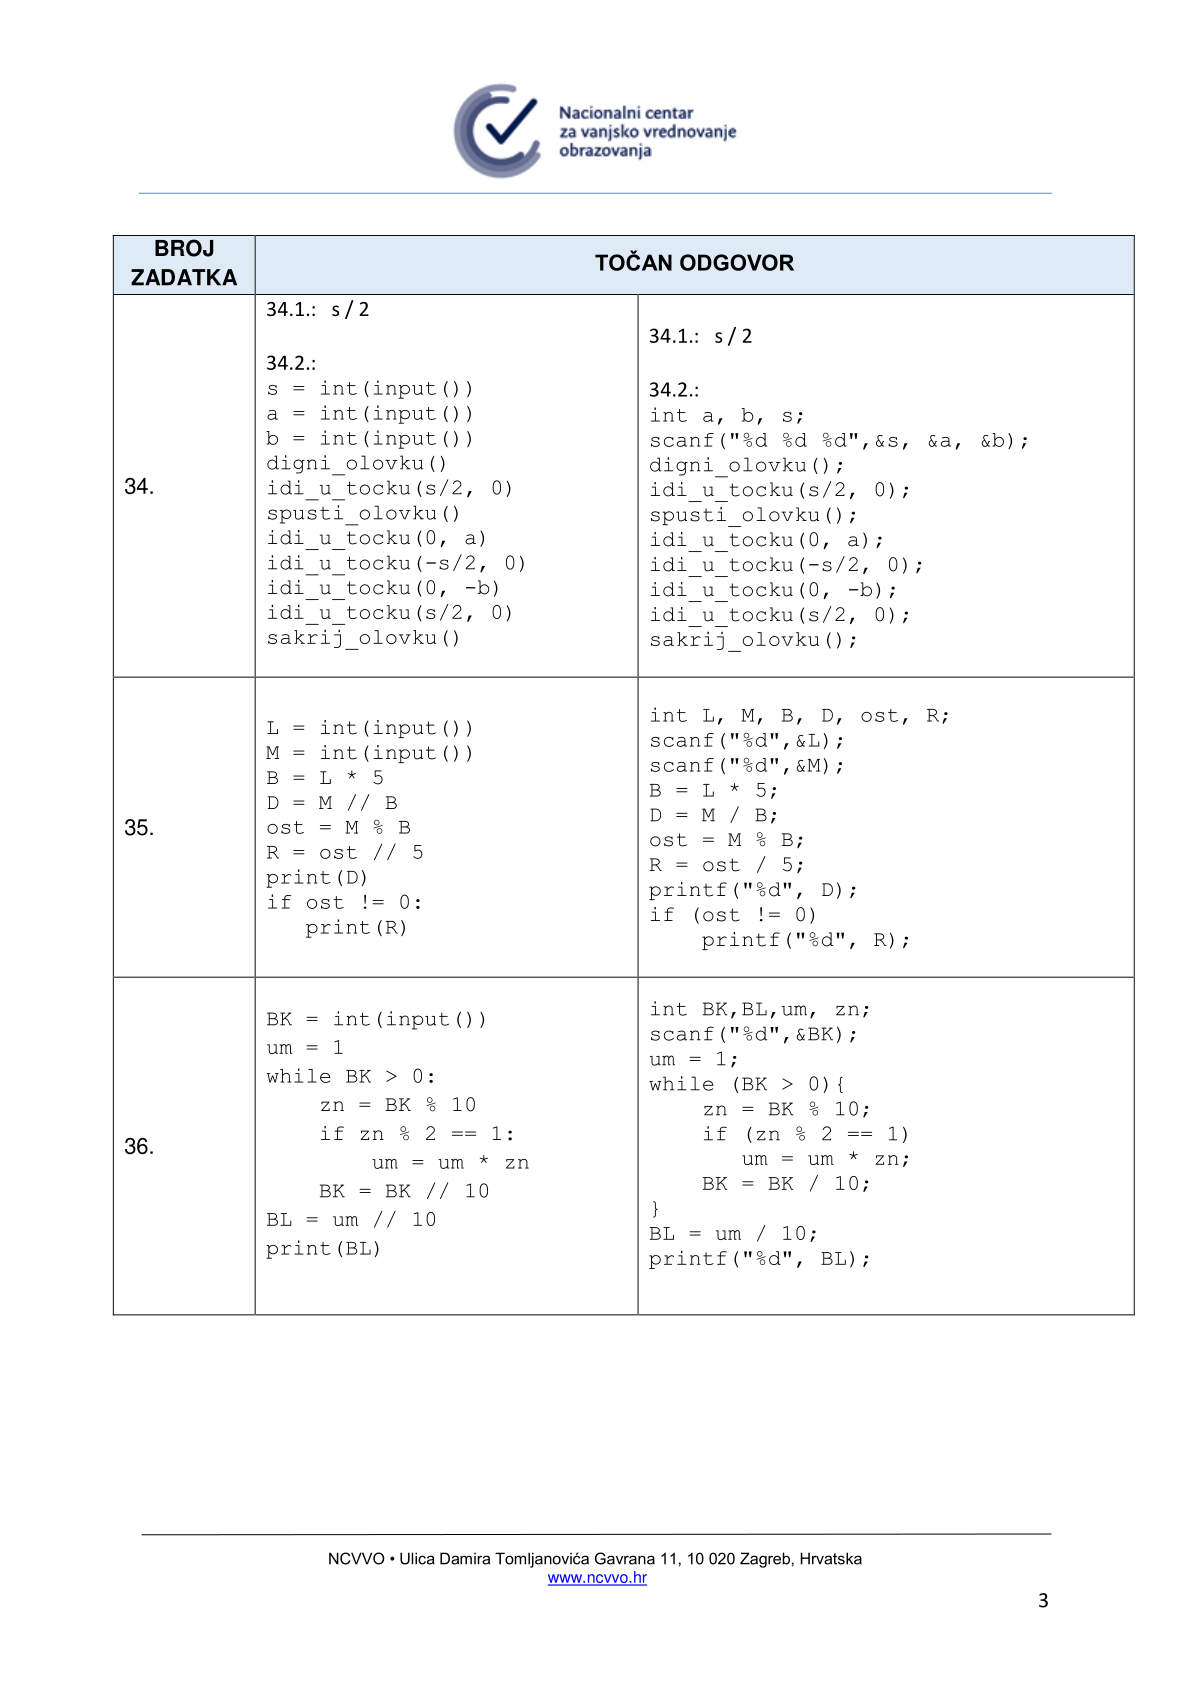 Nacionalni centar
za vanjsko vrednovanje
obrazovanja
BROJ
ZADATKA
TOČAN ODGOVOR
34.
34.1.: s / 2
34.2.:
s = int(input())
a = int(input())
b = int(input())
digni_olovku()
idi_u_tocku(s/2, 0)
spusti_olovku()
idi_u_tocku(0, a)
idi_u_tocku(-s/2, 0)
idi_u_tocku(0, -b)
idi_u_tocku(s/2, 0)
sakrij_olovku()
34.1.: s / 2
34.2.:
int a, b, s;
scanf("%d %d %d",&s, &a, &b);
digni_olovku();
idi_u_tocku(s/2, 0);
spusti_olovku();
idi_u_tocku(0, a);
idi_u_tocku(-s/2, 0);
idi_u_tocku(0, -b);
idi_u_tocku(s/2, 0);
sakrij_olovku();
35.
L = int(input())
M = int(input())
B = L * 5
D = M // B
ost = M % B
R = ost // 5
print(D)
if ost != 0:
   print(R)
int L, M, B, D, ost, R;
scanf("%d",&L);
scanf("%d",&M);
B = L * 5;
D = M / B;
ost = M % B;
R = ost / 5;
printf("%d", D);
if (ost != 0)
    printf("%d", R);
36.
BK = int(input())
um = 1
while BK > 0:
    zn = BK % 10
    if zn % 2 == 1:
        um = um * zn
    BK = BK // 10
BL = um // 10
print(BL)
int BK,BL,um, zn;
scanf("%d",&BK);
um = 1;
while (BK > 0){
    zn = BK % 10;
    if (zn % 2 == 1)
       um = um * zn;
    BK = BK / 10;
}
BL = um / 10;
printf("%d", BL);
NCVVO • Ulica Damira Tomljanovića Gavrana 11, 10 020 Zagreb, Hrvatska
www.ncvvo.hr
3